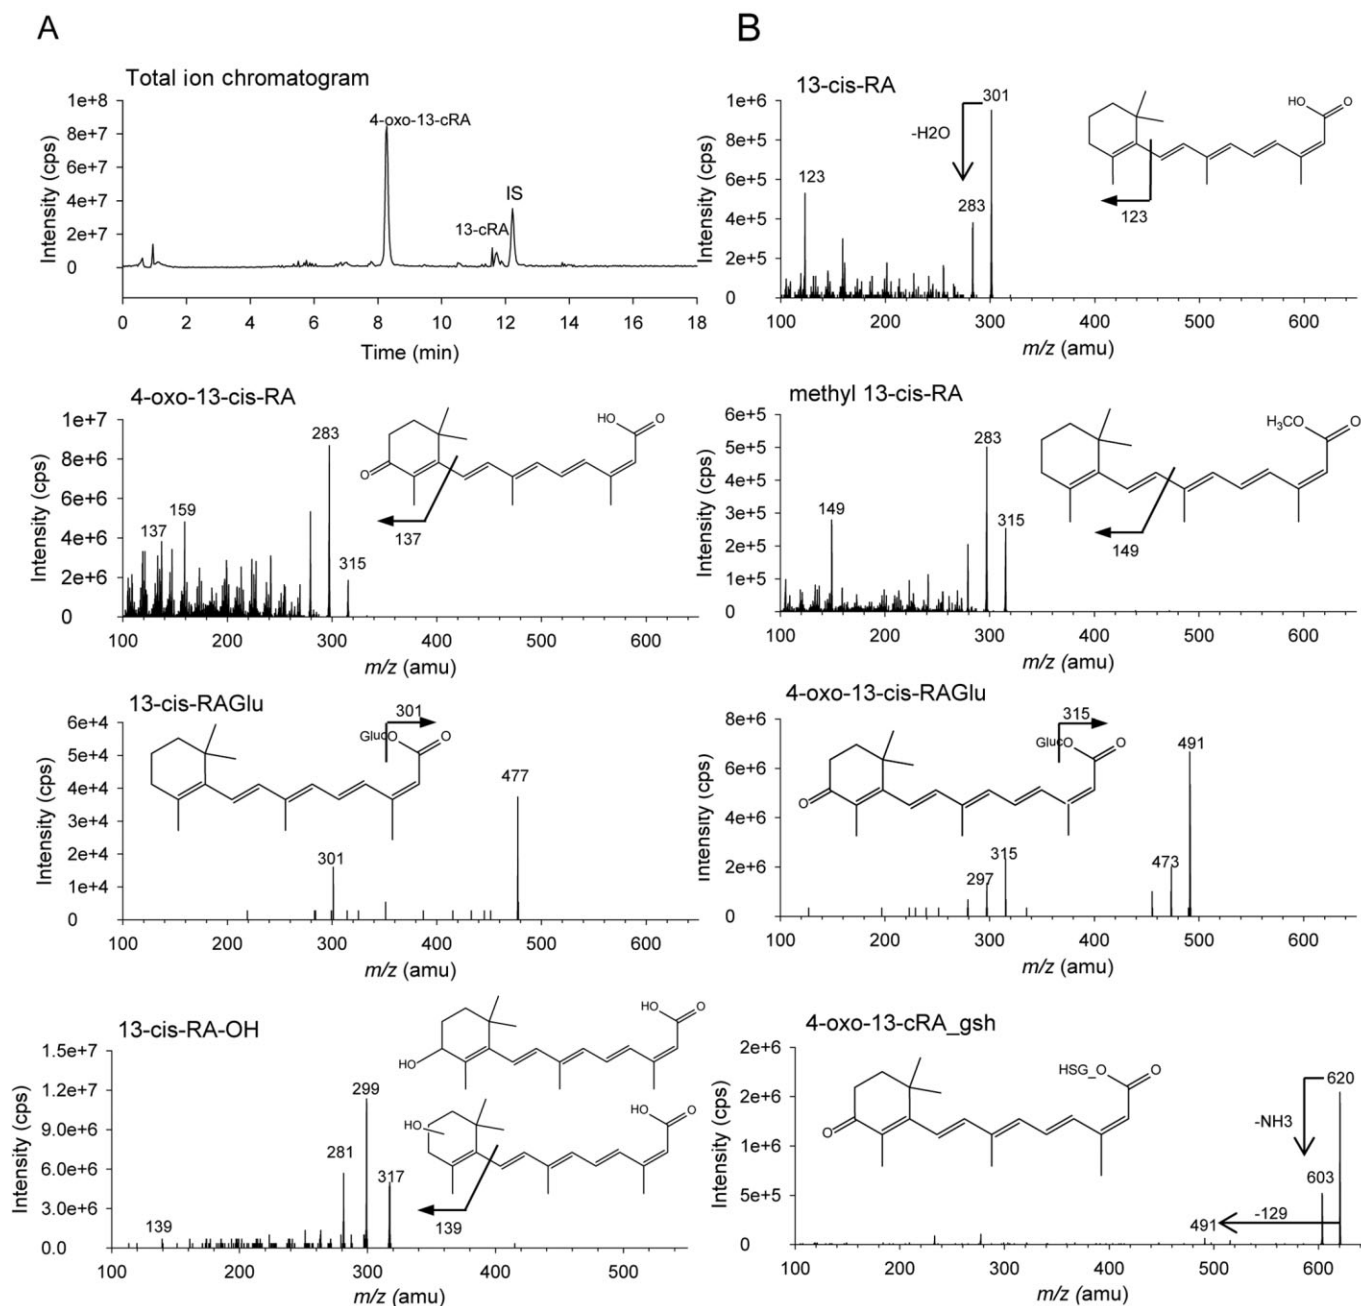 A
Total ion chromatogram
1e+8
8e+7
6e+7
4e+7
2e+7
0
Intensity (cps)
4-oxo-13-cRA
13-cRA
IS
0 2 4 6 8 10 12 14 16 18
Time (min)
B
13-cis-RA
1e+6
8e+5
6e+5
4e+5
2e+5
0
Intensity (cps)
123
-H2O
283
301
HO
O
123
100 200 300 400 500 600
m/z (amu)
4-oxo-13-cis-RA
1e+7
8e+6
6e+6
4e+6
2e+6
0
Intensity (cps)
137
159
283
315
HO
O
O
137
100 200 300 400 500 600
m/z (amu)
methyl 13-cis-RA
6e+5
5e+5
4e+5
3e+5
2e+5
1e+5
0
Intensity (cps)
149
283
315
H3CO
O
149
100 200 300 400 500 600
m/z (amu)
13-cis-RAGlu
6e+4
5e+4
4e+4
3e+4
2e+4
1e+4
0
Intensity (cps)
301
GlucO
O
301
477
100 200 300 400 500 600
m/z (amu)
4-oxo-13-cis-RAGlu
8e+6
6e+6
4e+6
2e+6
0
Intensity (cps)
315
GlucO
O
O
297
315
473
491
100 200 300 400 500 600
m/z (amu)
13-cis-RA-OH
1.5e+7
1.2e+7
9.0e+6
6.0e+6
3.0e+6
0.0
Intensity (cps)
139
281
299
317
HO
O
HO
HO
O
HO
139
100 200 300 400 500
m/z (amu)
4-oxo-13-cRA_gsh
2e+6
2e+6
1e+6
5e+5
0
Intensity (cps)
HSG_O
O
O
620
-NH3
603
-129
491
100 200 300 400 500 600
m/z (amu)